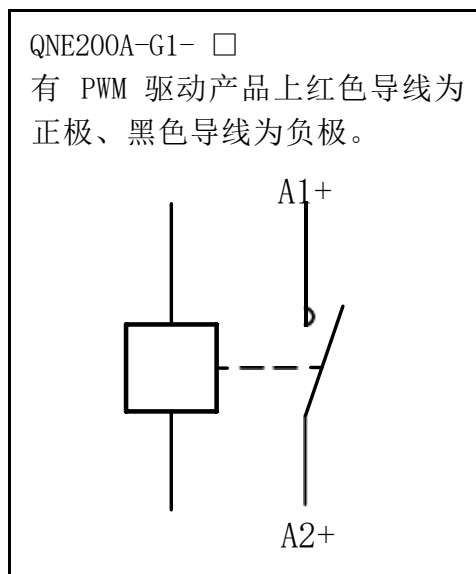 QNE200A-G1- □
有 PWM 驱动产品上红色导线为
正极、黑色导线为负极。
A1+
A2+